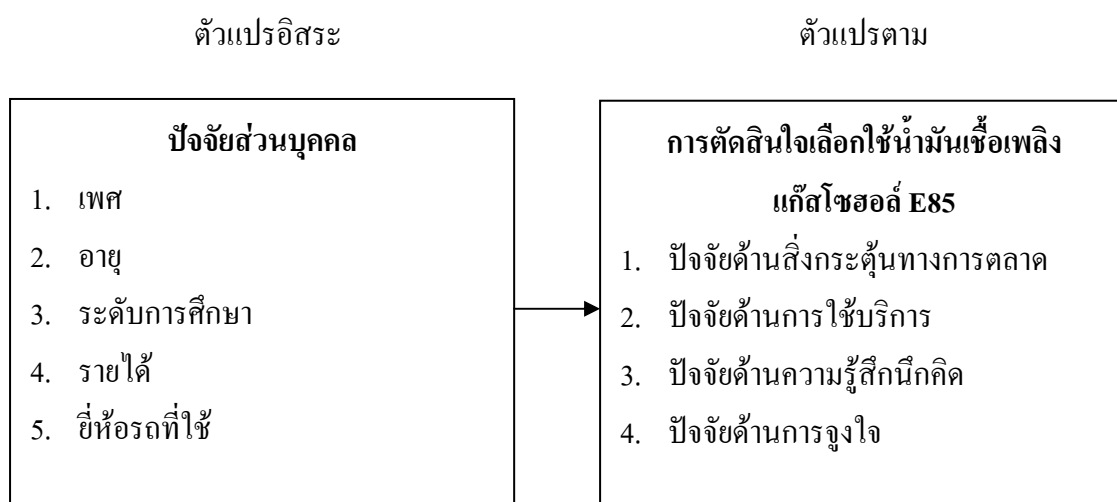 ตัวแปรอิสระ
ตัวแปรตาม
ปัจจัยส่วนบุคคล
1. เพศ
2. อายุ
3. ระดับการศึกษา
4. รายได้
5. ยี่ห้อรถที่ใช้
การตัดสินใจเลือกใช้น้ำมันเชื้อเพลิง
แก๊สโซฮอล์ E85
1. ปัจจัยด้านสิ่งกระตุ้นทางการตลาด
2. ปัจจัยด้านการใช้บริการ
3. ปัจจัยด้านความรู้สึกนึกคิด
4. ปัจจัยด้านการจูงใจ